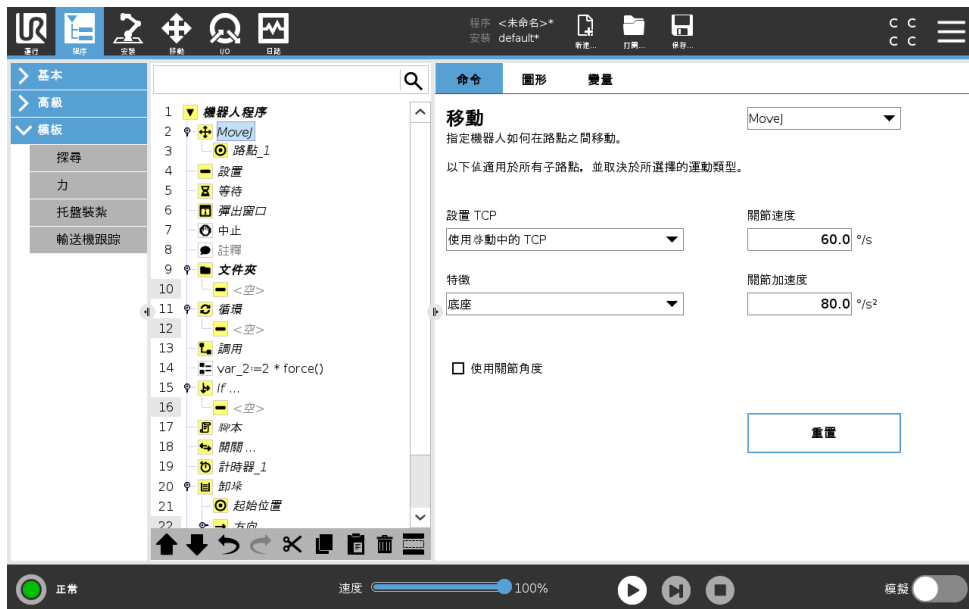 UR
運行
程序
安裝
移動
I/O
日誌
程序 <未命名>*
安裝 default*
新建...
打開...
保存...
C C
C C
基本
高級
模板
探尋
力
托盤裝紮
輸送機跟踪
1 機器人程序
2 MoveJ
3 路點_1
4 設置
5 等待
6 彈出窗口
7 中止
8 註釋
9 文件夾
10 <空>
11 循環
12 <空>
13 調用
14 var_2≔2 * force()
15 If ...
16 <空>
17 腳本
18 開關 ...
19 計時器_1
20 卸垛
21 起始位置
22 方向
命令
圖形
變量
移動
MoveJ
指定機器人如何在路點之間移動。
以下值適用於所有子路點，並取決於所選擇的運動類型。
設置 TCP
關節速度
使用啓動中的 TCP
60.0 °/s
特徵
關節加速度
底座
80.0 °/s²
使用關節角度
重置
正常
速度
100%
模擬